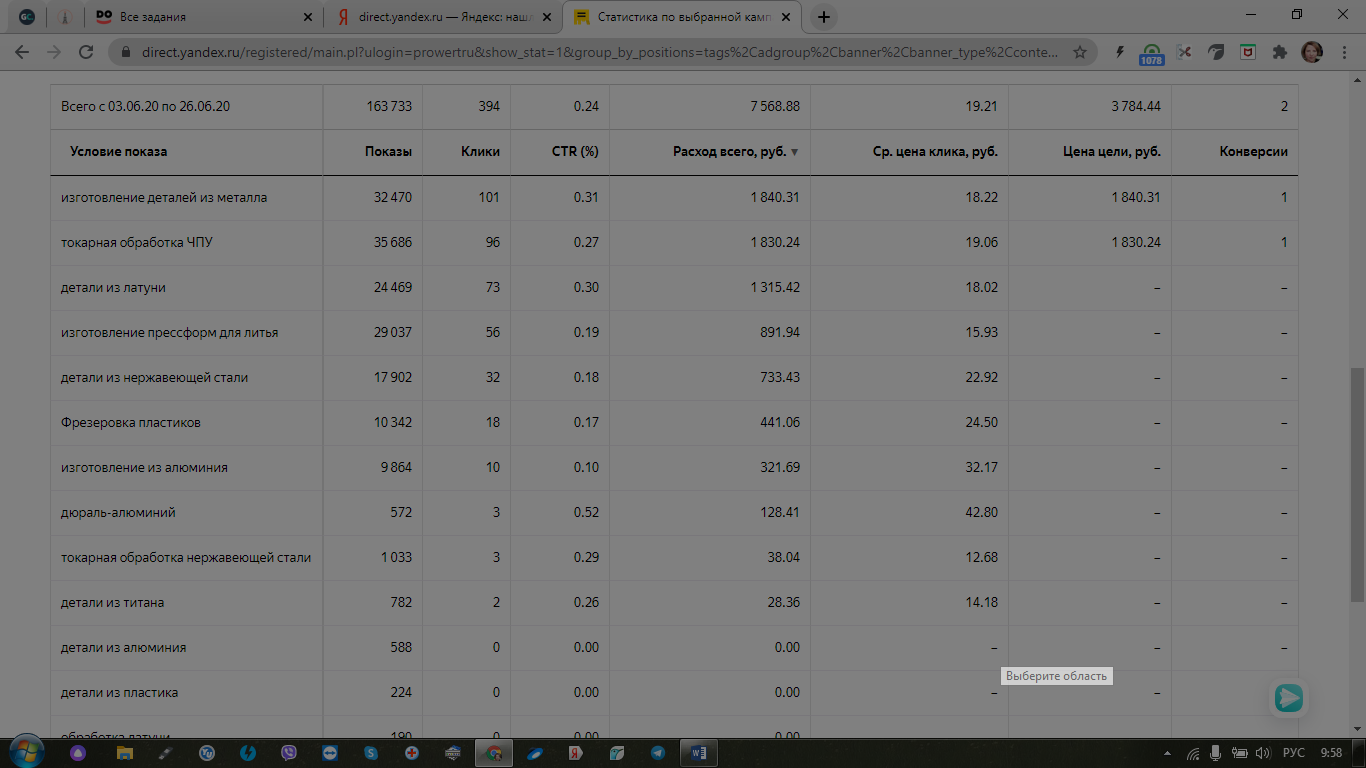 GC
DO Все задания
Я direct.yandex.ru — Яндекс: наш
Статистика по выбранной камп
direct.yandex.ru/registered/main.pl?ulogin=prowertru&show_stat=1&group_by_positions=tags%2Cadgroup%2Cbanner%2Cbanner_type%2Cconte...
1078
Всего с 03.06.20 по 26.06.20 163 733 394 0.24 7 568.88 19.21 3 784.44 2
Условие показа Показы Клики CTR (%) Расход всего, руб. ▼ Ср. цена клика, руб. Цена цели, руб. Конверсии
изготовление деталей из металла 32 470 101 0.31 1 840.31 18.22 1 840.31 1
токарная обработка ЧПУ 35 686 96 0.27 1 830.24 19.06 1 830.24 1
детали из латуни 24 469 73 0.30 1 315.42 18.02 – –
изготовление прессформ для литья 29 037 56 0.19 891.94 15.93 – –
детали из нержавеющей стали 17 902 32 0.18 733.43 22.92 – –
Фрезеровка пластиков 10 342 18 0.17 441.06 24.50 – –
изготовление из алюминия 9 864 10 0.10 321.69 32.17 – –
дюраль-алюминий 572 3 0.52 128.41 42.80 – –
токарная обработка нержавеющей стали 1 033 3 0.29 38.04 12.68 – –
детали из титана 782 2 0.26 28.36 14.18 – –
детали из алюминия 588 0 0.00 0.00 – – –
Выберите область
детали из пластика 224 0 0.00 0.00 – – –
обработка латуни 190 0 0.00 0.00
РУС 9:58